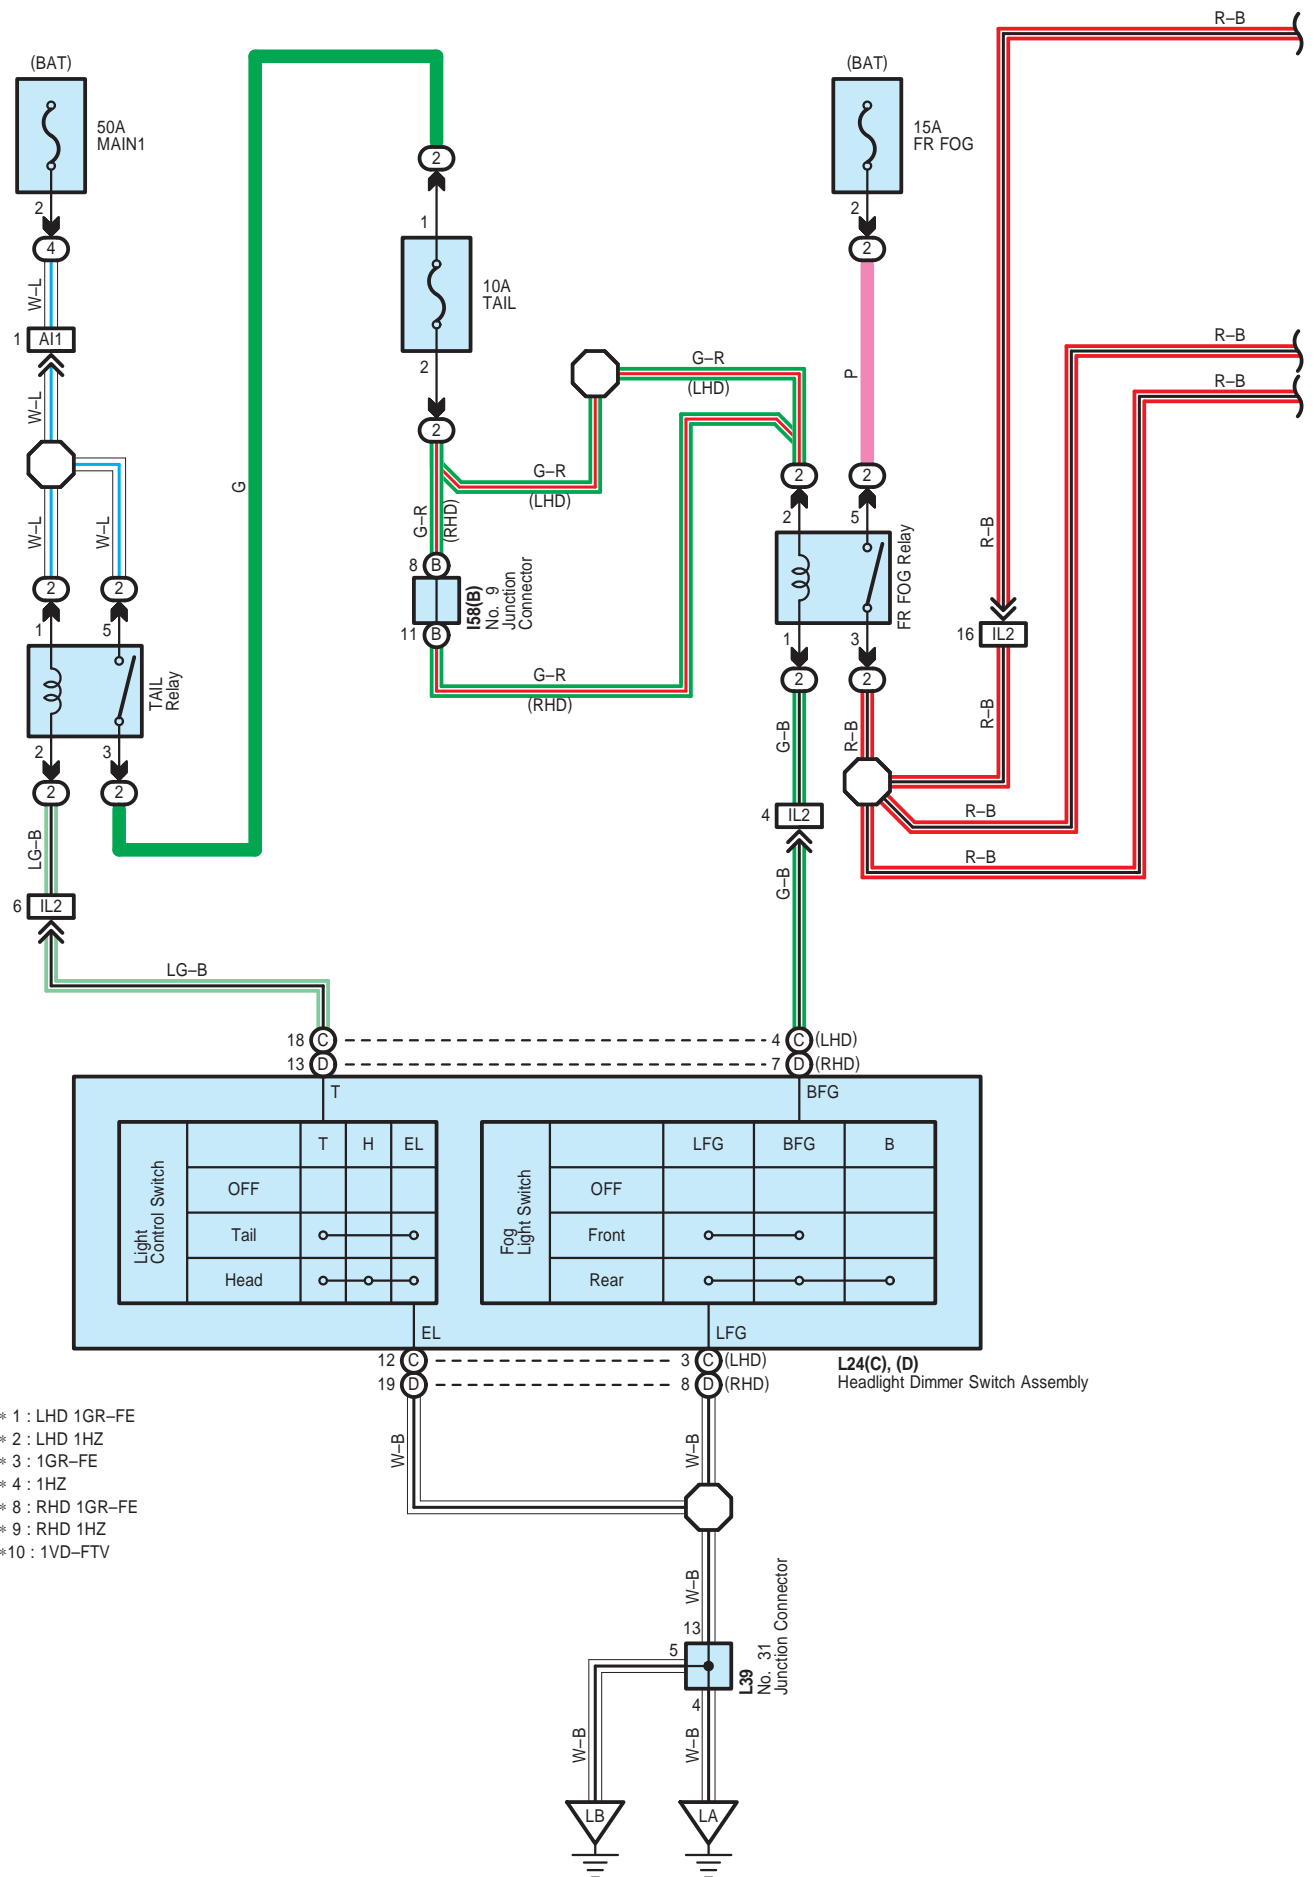 R–B
(BAT)
50A
MAIN1
2
4
W–L
1 AI1
W–L
W–L
W–L
2
2
1
5
TAIL
Relay
2
3
2
2
LG–B
6 IL2
LG–B
G
2
1
10A
TAIL
2
2
G–R
(RHD)
G–R
(LHD)
G–R
(LHD)
8 B
I58(B)
No. 9
Junction
Connector
11 B
G–R
(RHD)
(BAT)
15A
FR FOG
2
2
P
2
2
2
5
FR FOG Relay
1
3
2
2
G–B
4 IL2
G–B
R–B
R–B
R–B
R–B
R–B
R–B
16 IL2
R–B
18 C
4 C (LHD)
13 D
7 D (RHD)
T
BFG
Light
Control Switch
T H EL
OFF
Tail
Head
Fog
Light Switch
LFG BFG B
OFF
Front
Rear
EL
LFG
12 C
3 C (LHD)
19 D
8 D (RHD)
L24(C), (D)
Headlight Dimmer Switch Assembly
W–B
W–B
W–B
* 1 : LHD 1GR–FE
* 2 : LHD 1HZ
* 3 : 1GR–FE
* 4 : 1HZ
* 8 : RHD 1GR–FE
* 9 : RHD 1HZ
*10 : 1VD–FTV
13
5
4
L39
No. 31
Junction Connector
W–B
W–B
LB
LA